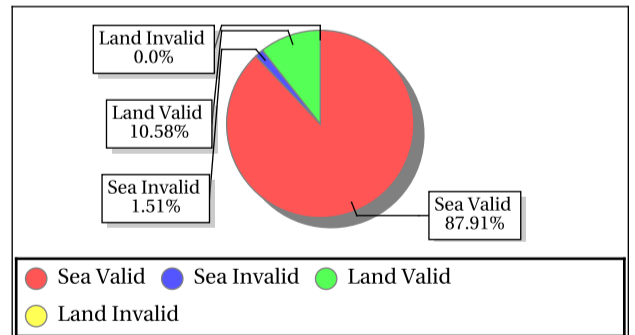 Land Invalid
0.0%
Land Valid
10.58%
Sea Invalid
1.51%
Sea Valid
87.91%
Sea Valid Sea Invalid Land Valid
Land Invalid